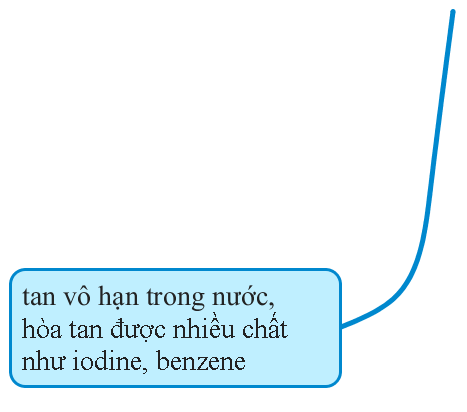 tan vô hạn trong nước,
hòa tan được nhiều chất
như iodine, benzene